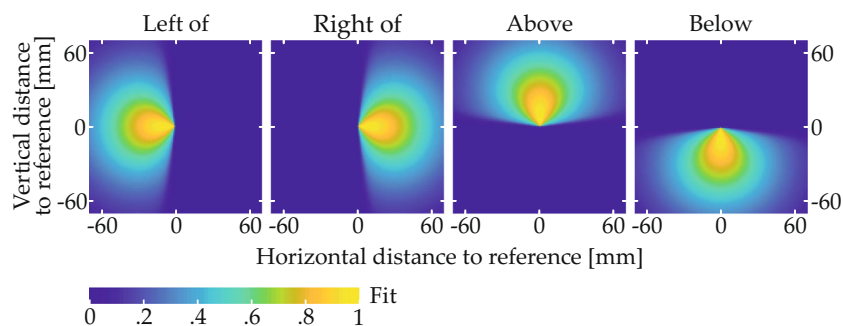 Left of
Right of
Above
Below
Vertical distance
to reference [mm]
60
0
-60
60
0
-60
-60 0 60
-60 0 60
-60 0 60
-60 0 60
Horizontal distance to reference [mm]
Fit
0 .2 .4 .6 .8 1